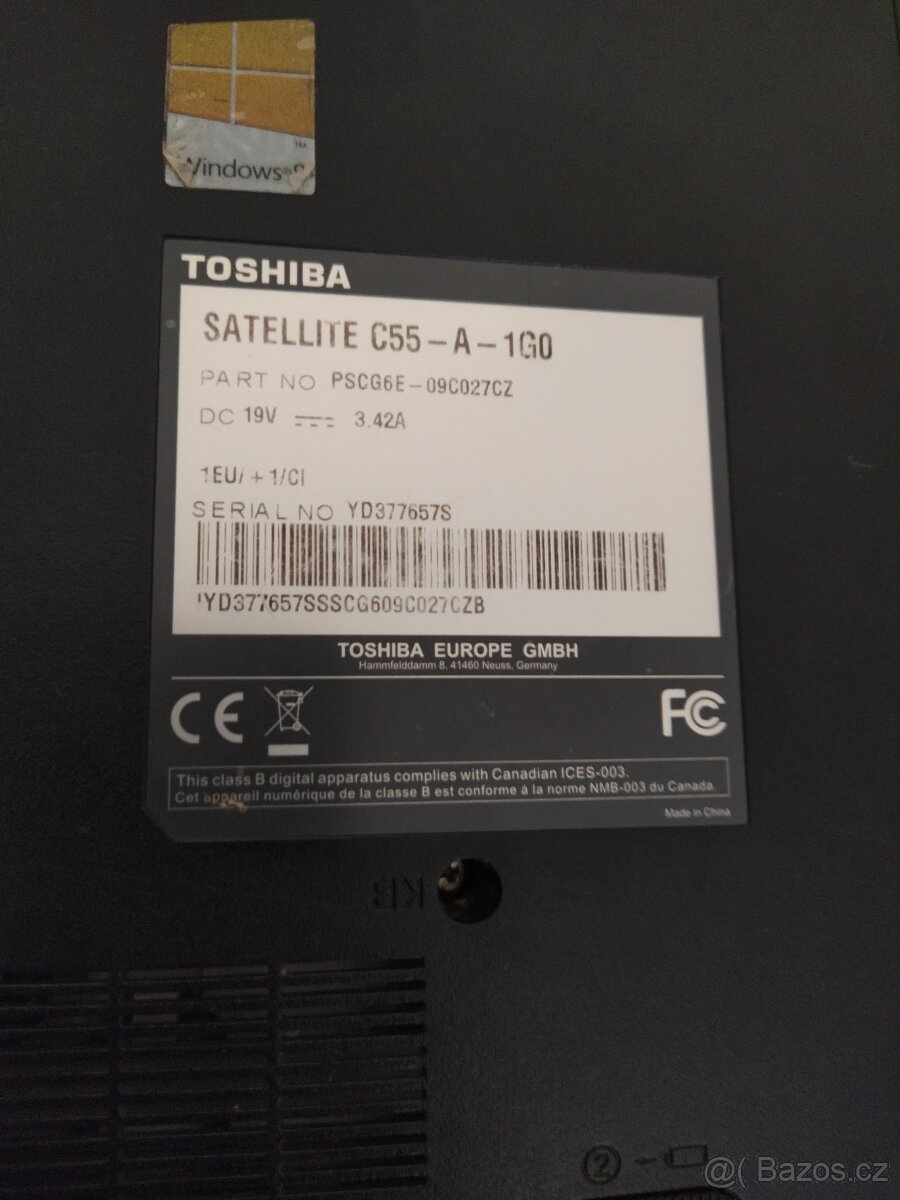 Windows®8
TOSHIBA
SATELLITE C55-A-1G0
PART NO PSCG6E-09C027CZ
DC 19V 3.42A
1EU/+1/CI
SERIAL NO YD377657S
YD377657SSSCG609C027CZB
TOSHIBA EUROPE GMBH
Hammfelddamm 8, 41460 Neuss, Germany
CE
FC
This class B digital apparatus complies with Canadian ICES-003.
Cet appareil numérique de la classe B est conforme à la norme NMB-003 du Canada.
Made in China
KB
2
@( Bazos.cz